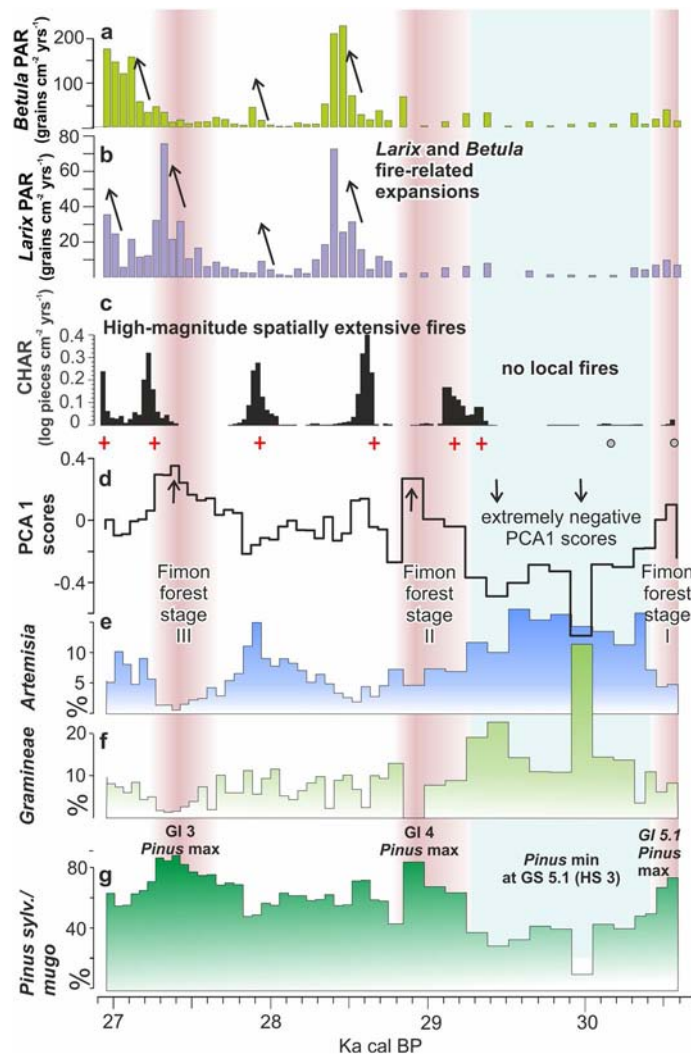 a
Betula PAR
(grains cm⁻² yrs⁻¹)
200
100
0
b
Larix and Betula
fire-related
expansions
Larix PAR
(grains cm⁻² yrs⁻¹)
80
60
40
20
c
High-magnitude spatially extensive fires
no local fires
CHAR
(log pieces cm⁻² yrs⁻¹)
0.4
0.3
0.2
0.1
0
d
PCA 1
scores
0.4
0
-0.4
extremely negative
PCA1 scores
Fimon
forest
stage
III
Fimon
forest
stage
II
Fimon
forest
stage
I
e
Artemisia
%
15
10
5
f
Gramineae
%
20
10
g
Pinus sylv./
mugo
%
80
40
GI 3
Pinus max
GI 4
Pinus max
Pinus min
at GS 5.1 (HS 3)
GI 5.1
Pinus
max
27 28 29 30
Ka cal BP